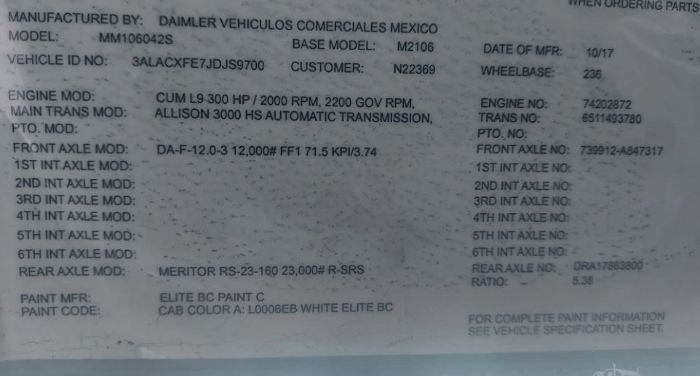 WHEN ORDERING PARTS
MANUFACTURED BY: DAIMLER VEHICULOS COMERCIALES MEXICO
MODEL: MM106042S BASE MODEL: M2106 DATE OF MFR: 10/17
VEHICLE ID NO: 3ALACXFE7JDJS9700 CUSTOMER: N22369 WHEELBASE: 236
ENGINE MOD: CUM L9 300 HP / 2000 RPM, 2200 GOV RPM, ENGINE NO: 74202872
MAIN TRANS MOD: ALLISON 3000 HS AUTOMATIC TRANSMISSION, TRANS NO: 6511493780
PTO. MOD: PTO. NO:
FRONT AXLE MOD: DA-F-12.0-3 12,000# FF1 71.5 KPI/3.74 FRONT AXLE NO: 739912-A847317
1ST INT.AXLE MOD: 1ST INT AXLE NO:
2ND INT AXLE MOD: 2ND INT AXLE NO:
3RD INT AXLE MOD: 3RD INT AXLE NO:
4TH INT AXLE MOD: 4TH INT AXLE NO:
5TH INT AXLE MOD: 5TH INT AXLE NO:
6TH INT AXLE MOD: 6TH INT AXLE NO:
REAR AXLE MOD: MERITOR RS-23-160 23,000# R-SRS REAR AXLE NO: DRA17863800
RATIO: 5.38
PAINT MFR: ELITE BC PAINT C
PAINT CODE: CAB COLOR A: L0006EB WHITE ELITE BC
FOR COMPLETE PAINT INFORMATION
SEE VEHICLE SPECIFICATION SHEET.